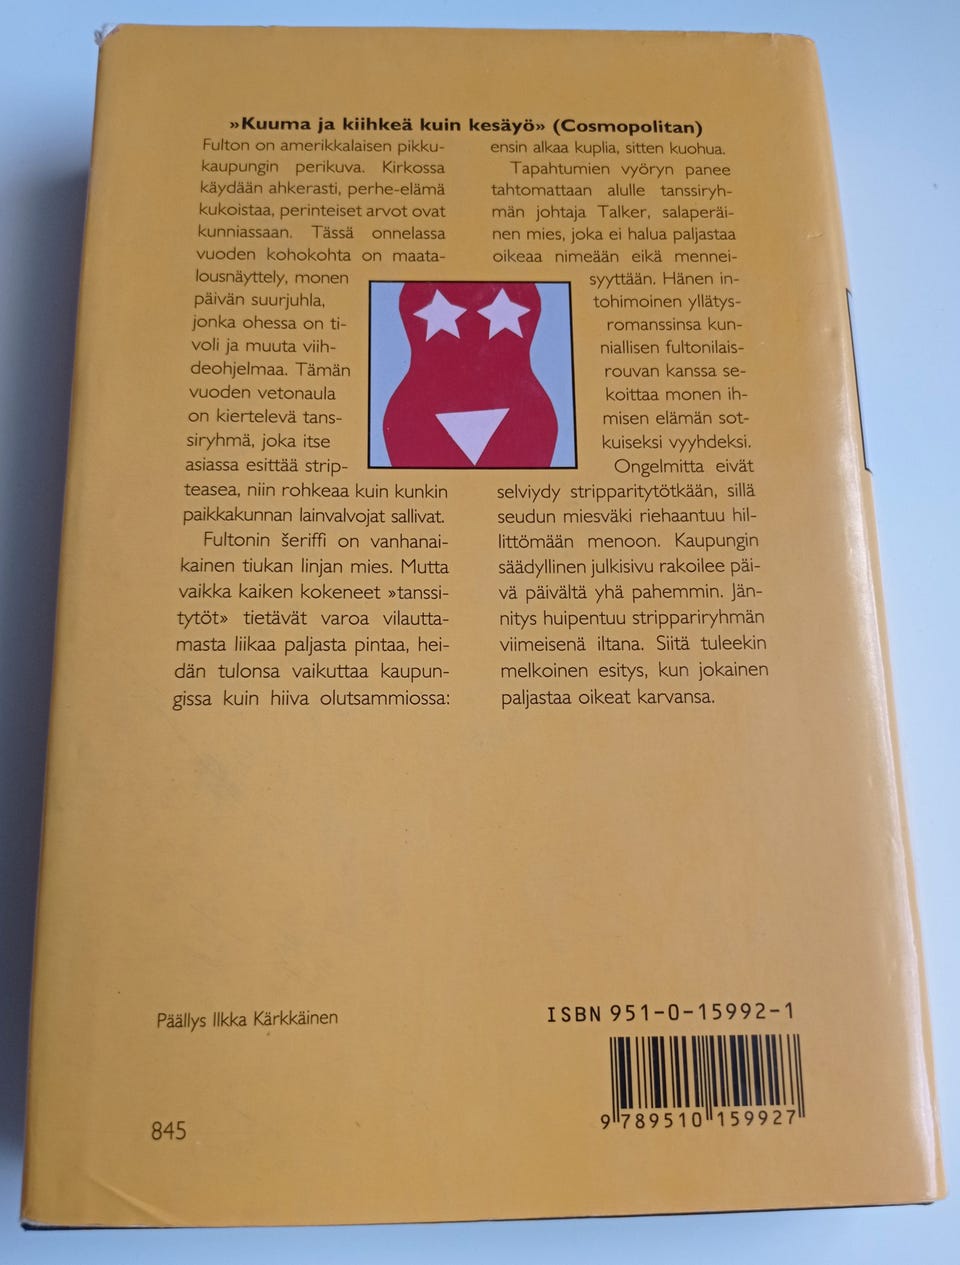 »Kuuma ja kiihkeä kuin kesäyö» (Cosmopolitan)
Fulton on amerikkalaisen pikku-
kaupungin perikuva. Kirkossa
käydään ahkerasti, perhe-elämä
kukoistaa, perinteiset arvot ovat
kunniassaan. Tässä onnelassa
vuoden kohokohta on maata-
lousnäyttely, monen
päivän suurjuhla,
jonka ohessa on ti-
voli ja muuta viih-
deohjelmaa. Tämän
vuoden vetonaula
on kiertelevä tans-
siryhmä, joka itse
asiassa esittää strip-
teasea, niin rohkeaa kuin kunkin
paikkakunnan lainvalvojat sallivat.
Fultonin šeriffi on vanhanai-
kainen tiukan linjan mies. Mutta
vaikka kaiken kokeneet »tanssi-
tytöt» tietävät varoa vilautta-
masta liikaa paljasta pintaa, hei-
dän tulonsa vaikuttaa kaupun-
gissa kuin hiiva olutsammiossa:
ensin alkaa kuplia, sitten kuohua.
Tapahtumien vyöryn panee
tahtomattaan alulle tanssiryh-
män johtaja Talker, salaperäi-
nen mies, joka ei halua paljastaa
oikeaa nimeään eikä mennei-
syyttään. Hänen in-
tohimoinen yllätys-
romanssinsa kun-
niallisen fultonilais-
rouvan kanssa se-
koittaa monen ih-
misen elämän sot-
kuiseksi vyyhdeksi.
Ongelmitta eivät
selviydy stripparitytötkään, sillä
seudun miesväki riehaantuu hil-
littömään menoon. Kaupungin
säädyllinen julkisivu rakoilee päi-
vä päivältä yhä pahemmin. Jän-
nitys huipentuu strippariryhmän
viimeisenä iltana. Siitä tuleekin
melkoinen esitys, kun jokainen
paljastaa oikeat karvansa.
Päällys Ilkka Kärkkäinen
845
ISBN 951-0-15992-1
9 789510 159927